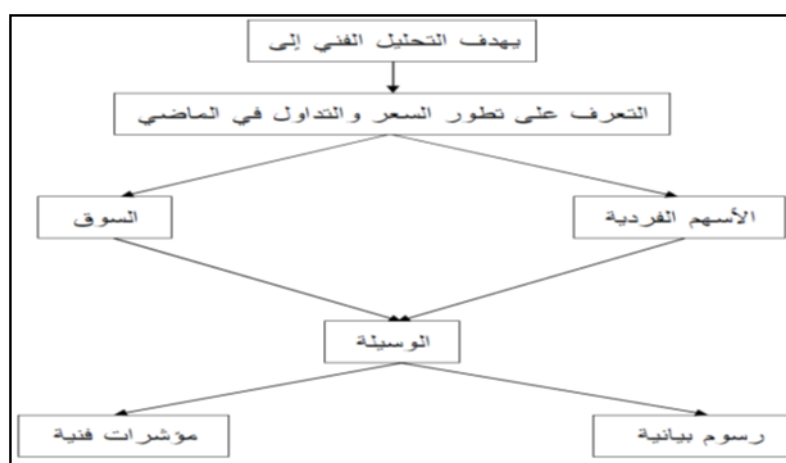 يهدف التحليل الفني إلى
التعرف على تطور السعر والتداول في الماضي
الأسهم الفردية
السوق
الوسيلة
رسوم بيانية
مؤشرات فنية